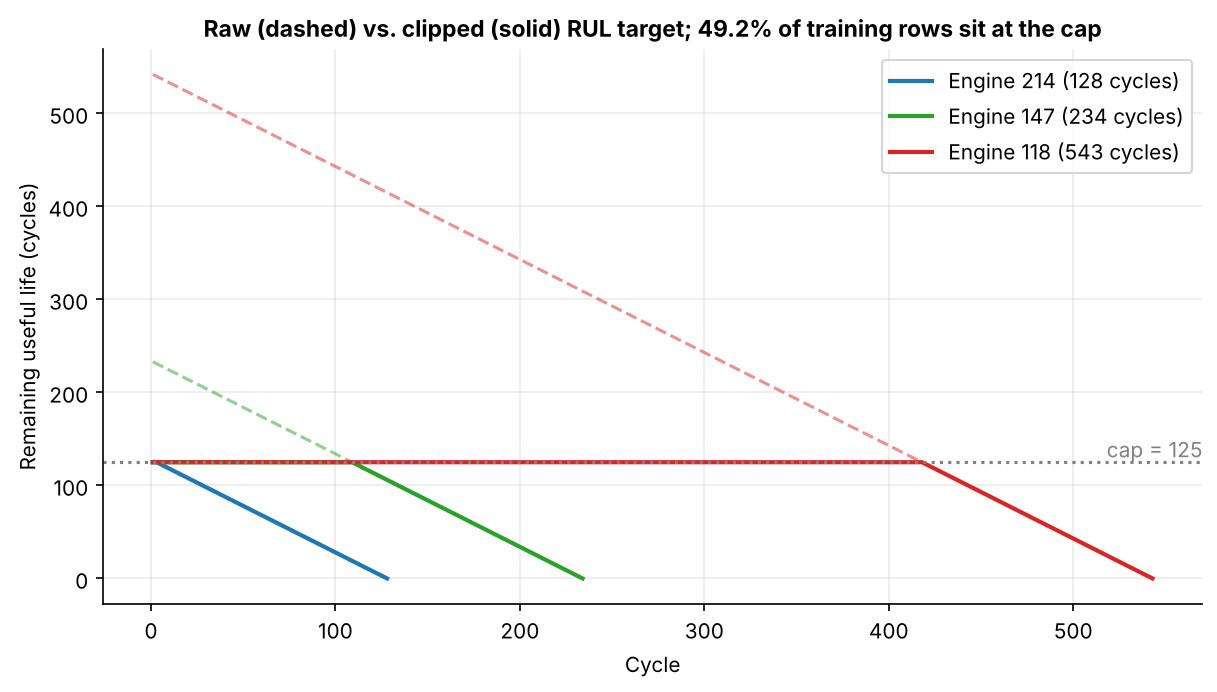 Raw (dashed) vs. clipped (solid) RUL target; 49.2% of training rows sit at the cap
Engine 214 (128 cycles)
Engine 147 (234 cycles)
Engine 118 (543 cycles)
Remaining useful life (cycles)
500
400
300
200
100
0
cap = 125
0 100 200 300 400 500
Cycle